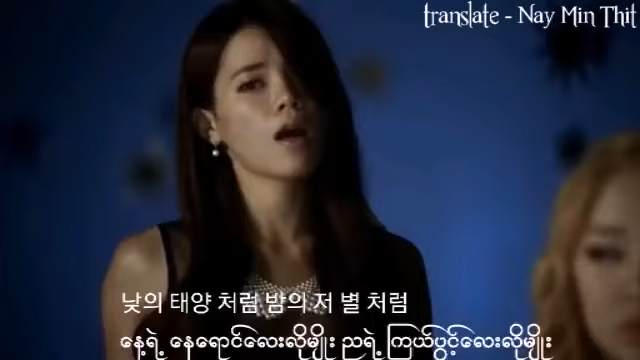 translate - Nay Min Thit
낮의 태양 처럼 밤의 저 별 처럼
နေ့ရဲ့ နေရောင်လေးလိုမျိုး ညရဲ့ ကြယ်ပွင့်လေးလိုမျိုး